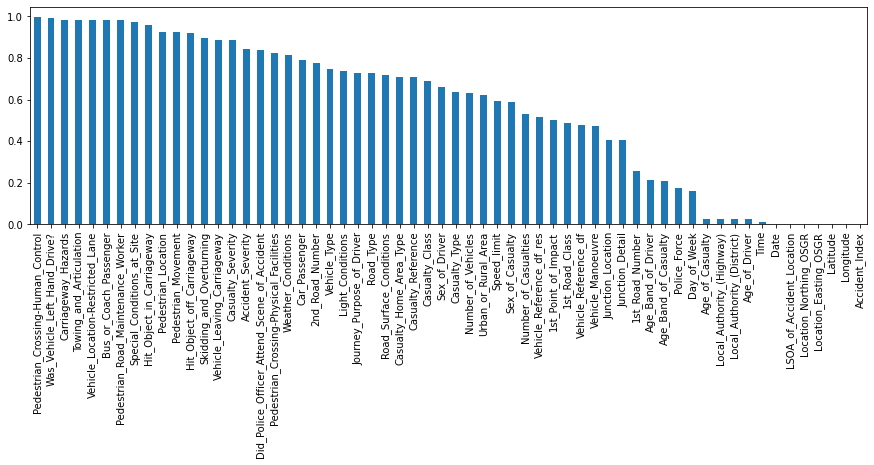 1.0
0.8
0.6
0.4
0.2
0.0
Pedestrian_Crossing-Human_Control
Was_Vehicle_Left_Hand_Drive?
Carriageway_Hazards
Towing_and_Articulation
Vehicle_Location-Restricted_Lane
Bus_or_Coach_Passenger
Pedestrian_Road_Maintenance_Worker
Special_Conditions_at_Site
Hit_Object_in_Carriageway
Pedestrian_Location
Pedestrian_Movement
Hit_Object_off_Carriageway
Skidding_and_Overturning
Vehicle_Leaving_Carriageway
Casualty_Severity
Accident_Severity
Did_Police_Officer_Attend_Scene_of_Accident
Pedestrian_Crossing-Physical_Facilities
Weather_Conditions
Car_Passenger
2nd_Road_Number
Vehicle_Type
Light_Conditions
Journey_Purpose_of_Driver
Road_Type
Road_Surface_Conditions
Casualty_Home_Area_Type
Casualty_Reference
Casualty_Class
Sex_of_Driver
Casualty_Type
Number_of_Vehicles
Urban_or_Rural_Area
Speed_limit
Sex_of_Casualty
Number_of_Casualties
Vehicle_Reference_df_res
1st_Point_of_Impact
1st_Road_Class
Vehicle_Reference_df
Vehicle_Manoeuvre
Junction_Location
Junction_Detail
1st_Road_Number
Age_Band_of_Driver
Age_Band_of_Casualty
Police_Force
Day_of_Week
Age_of_Casualty
Local_Authority_(Highway)
Local_Authority_(District)
Age_of_Driver
Time
Date
LSOA_of_Accident_Location
Location_Northing_OSGR
Location_Easting_OSGR
Latitude
Longitude
Accident_Index